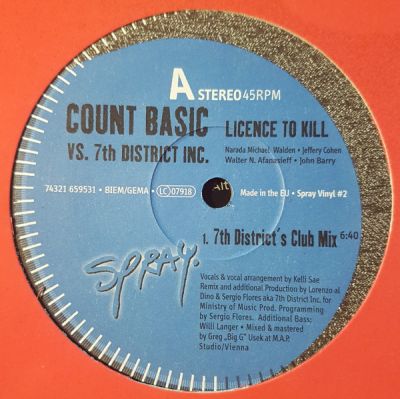 A STEREO 45RPM
COUNT BASIC
VS. 7th DISTRICT INC.
LICENCE TO KILL
Narada Michael Walden • Jeffery Cohen
Walter N. Afanasieff • John Barry
74321 659531 • BIEM/GEMA • LC 07918
Made in the EU • Spray Vinyl #2
1. 7th District's Club Mix 6:40
SPRAY.
Vocals & vocal arrangement by Kelli Sae
Remix and additional Production by Lorenzo al
Dino & Sergio Flores aka 7th District Inc. for
Ministry of Music Prod. Programming
by Sergio Flores. Additional Bass;
Willi Langer • Mixed & mastered
by Greg „Big G" Usek at M.A.P.
Studio/Vienna